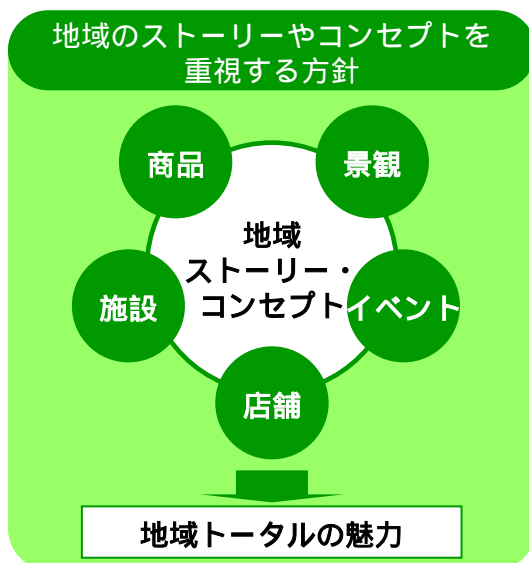 地域のストーリーやコンセプトを
重視する方針
商品
景観
地域
ストーリー・
コンセプト
施設
イベント
店舗
地域トータルの魅力